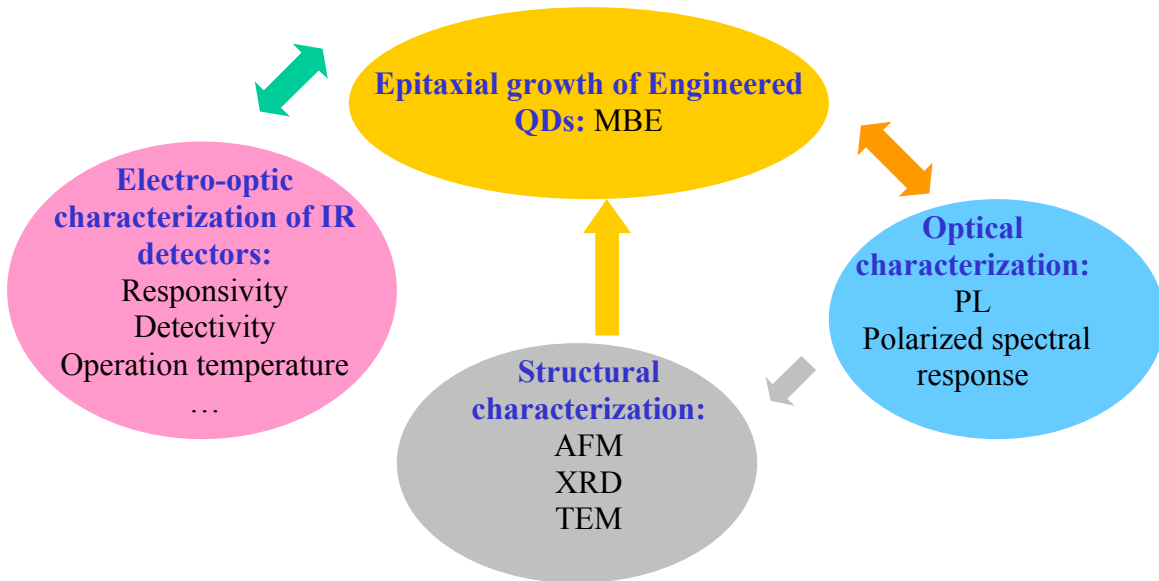 Epitaxial growth of Engineered
QDs: MBE
Electro-optic
characterization of IR
detectors:
Responsivity
Detectivity
Operation temperature
…
Optical
characterization:
PL
Polarized spectral
response
Structural
characterization:
AFM
XRD
TEM